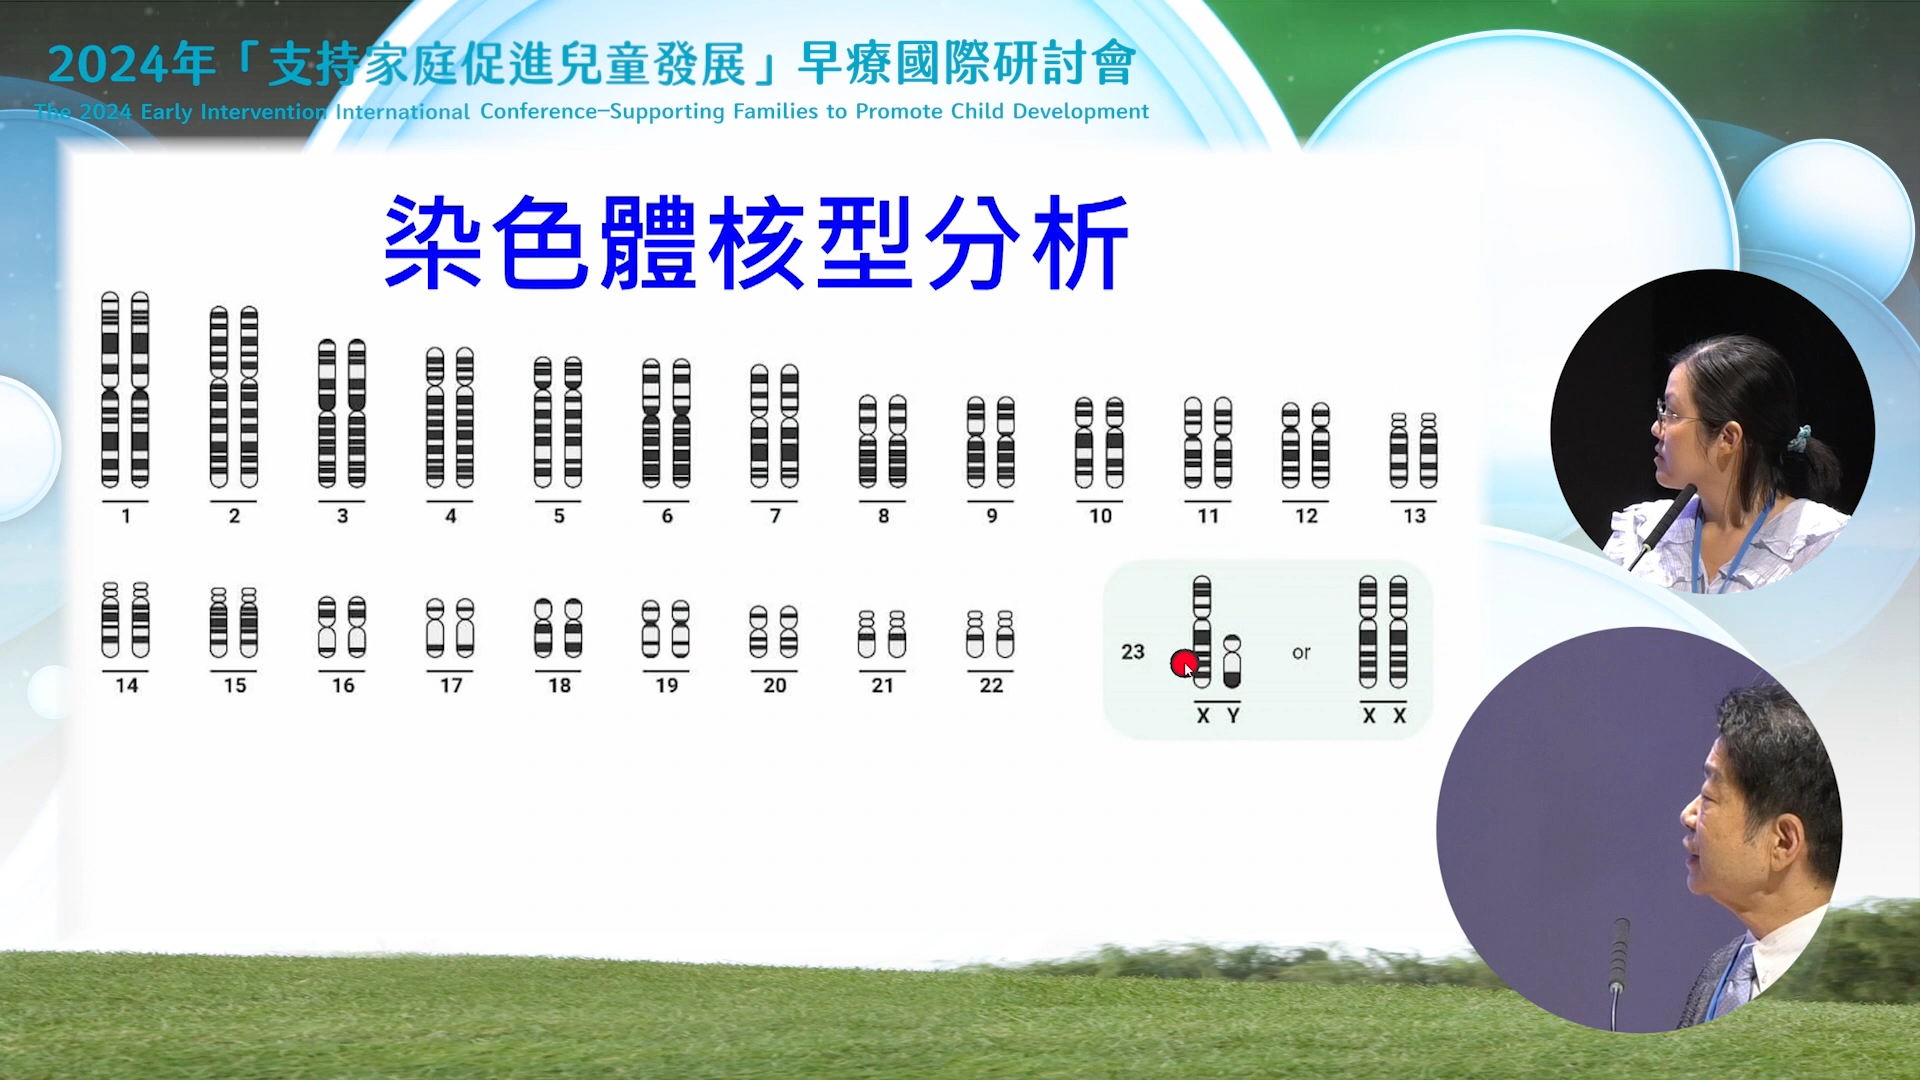 2024年「支持家庭促進兒童發展」早療國際研討會
The 2024 Early Intervention International Conference—Supporting Families to Promote Child Development
染色體核型分析
1 2 3 4 5 6 7 8 9 10 11 12 13
14 15 16 17 18 19 20 21 22
23 or
X Y X X